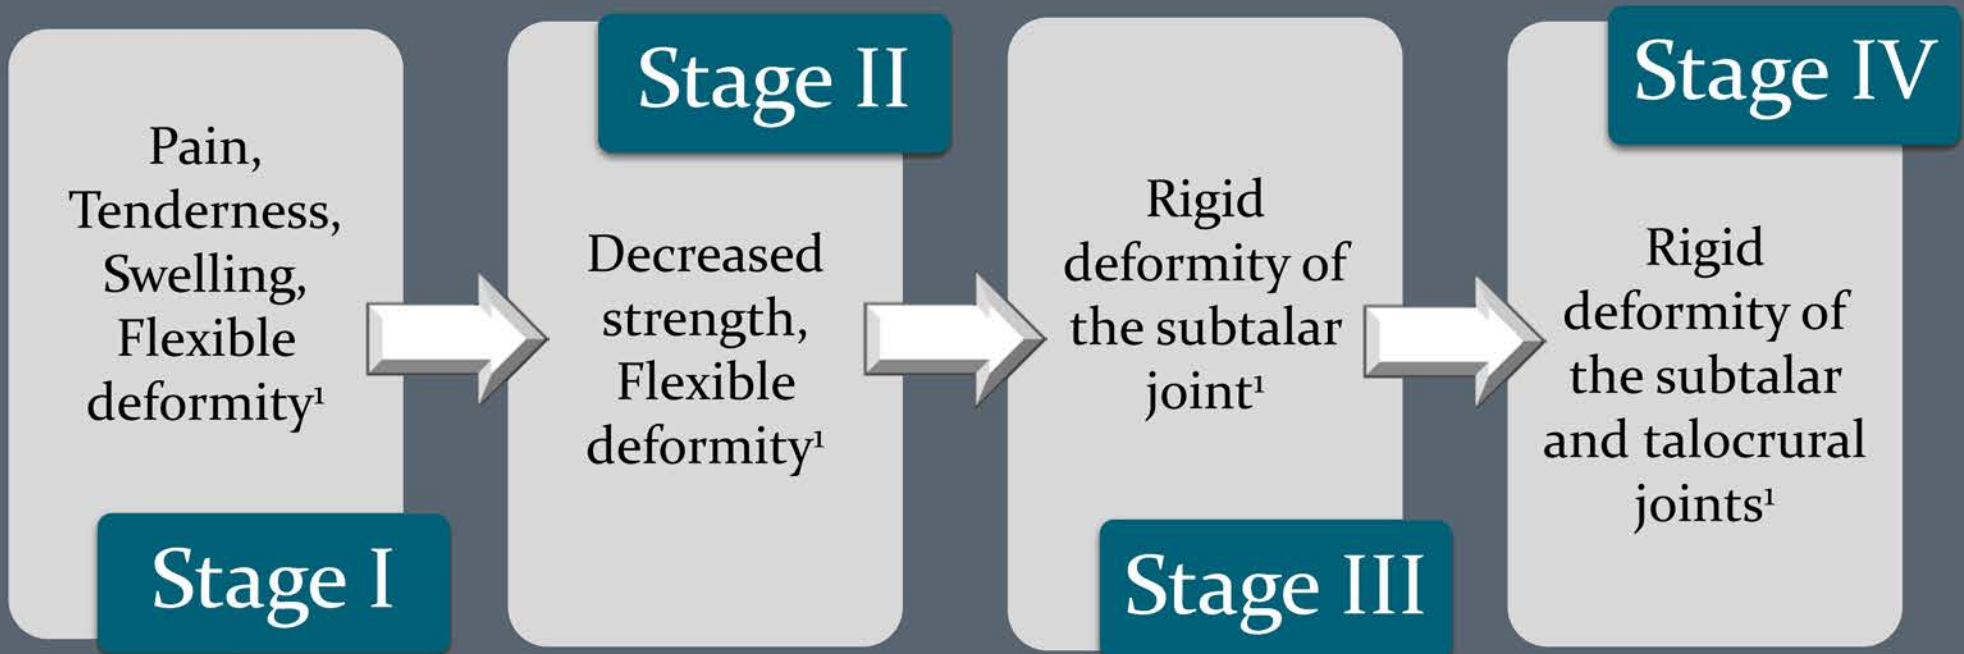 Pain,
Tenderness,
Swelling,
Flexible
deformity¹
Stage I
Stage II
Decreased
strength,
Flexible
deformity¹
Rigid
deformity of
the subtalar
joint¹
Stage III
Stage IV
Rigid
deformity of
the subtalar
and talocrural
joints¹